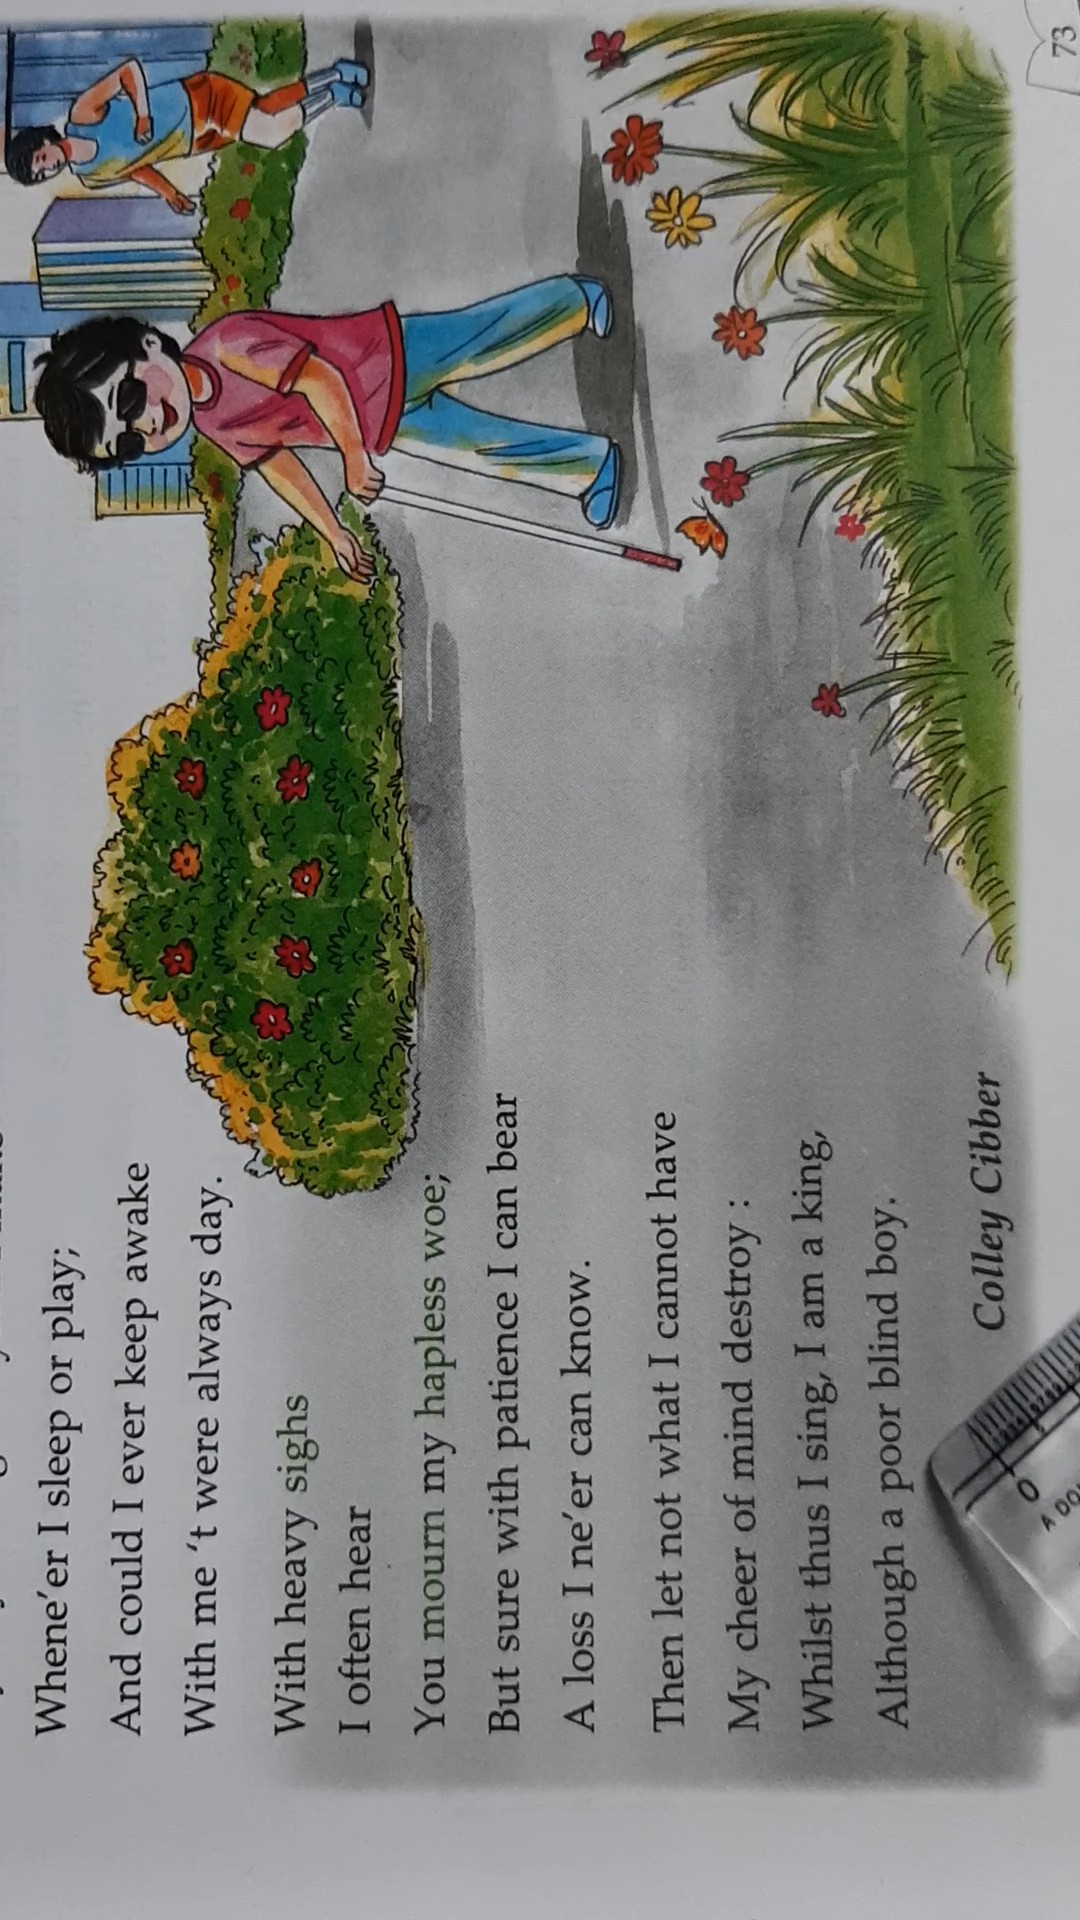 Whene'er I sleep or play;
And could I ever keep awake
With me 't were always day.
With heavy sighs
I often hear
You mourn my hapless woe;
But sure with patience I can bear
A loss I ne'er can know.
Then let not what I cannot have
My cheer of mind destroy :
Whilst thus I sing, I am a king,
Although a poor blind boy.
Colley Cibber
73
0